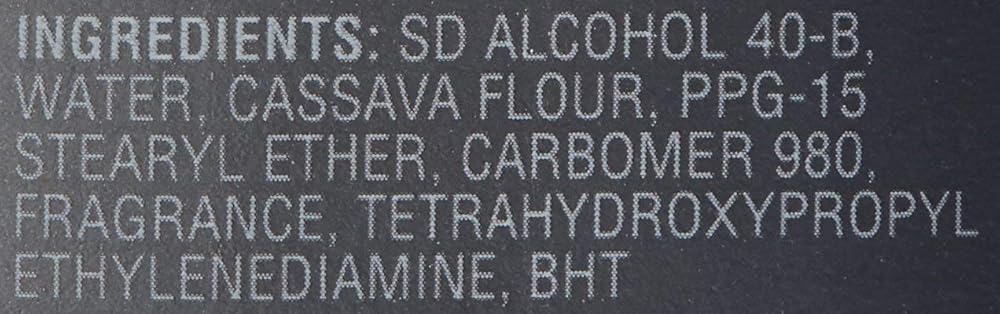 INGREDIENTS: SD ALCOHOL 40-B,
WATER, CASSAVA FLOUR, PPG-15
STEARYL ETHER, CARBOMER 980,
FRAGRANCE, TETRAHYDROXYPROPYL
ETHYLENEDIAMINE, BHT